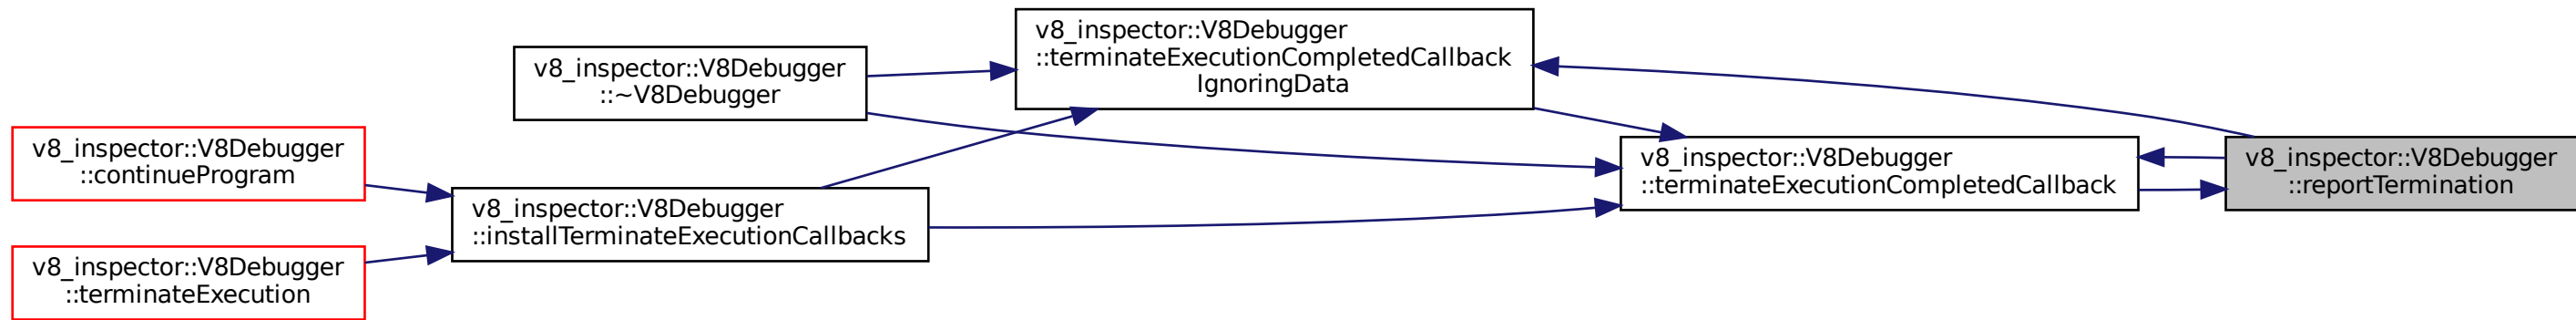 v8_inspector::V8Debugger
::terminateExecutionCompletedCallback
IgnoringData
v8_inspector::V8Debugger
::~V8Debugger
v8_inspector::V8Debugger
::continueProgram
v8_inspector::V8Debugger
::terminateExecutionCompletedCallback
v8_inspector::V8Debugger
::reportTermination
v8_inspector::V8Debugger
::installTerminateExecutionCallbacks
v8_inspector::V8Debugger
::terminateExecution